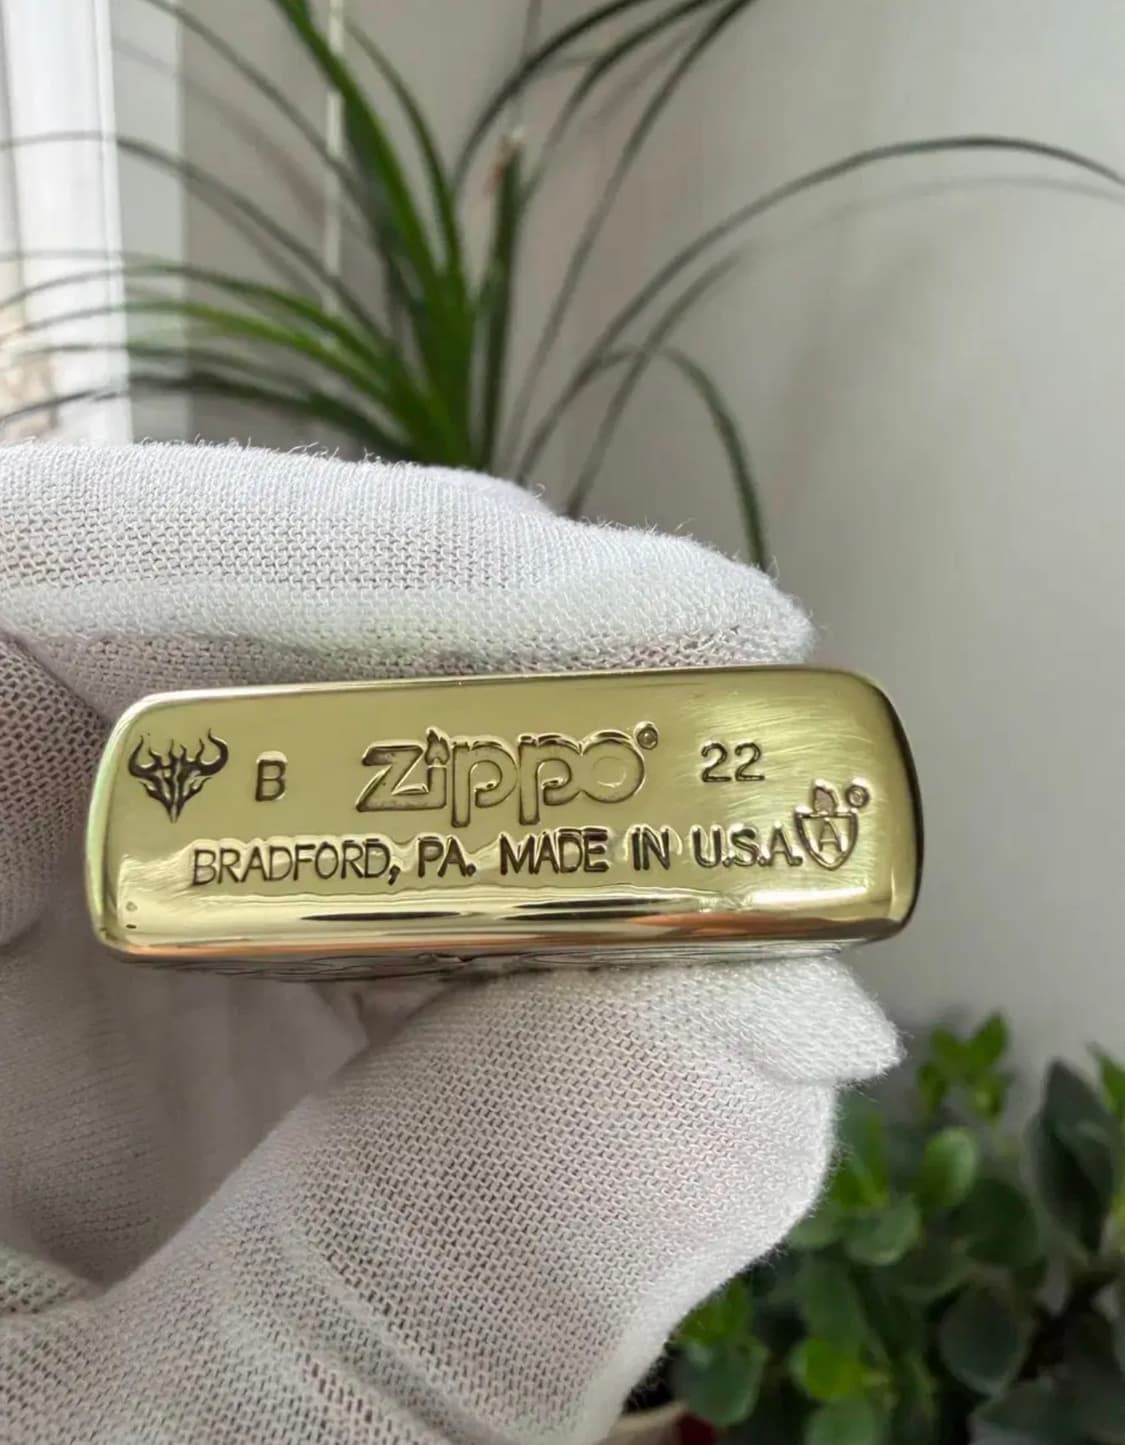 B Zippo® 22
BRADFORD, PA. MADE IN U.S.A. A®